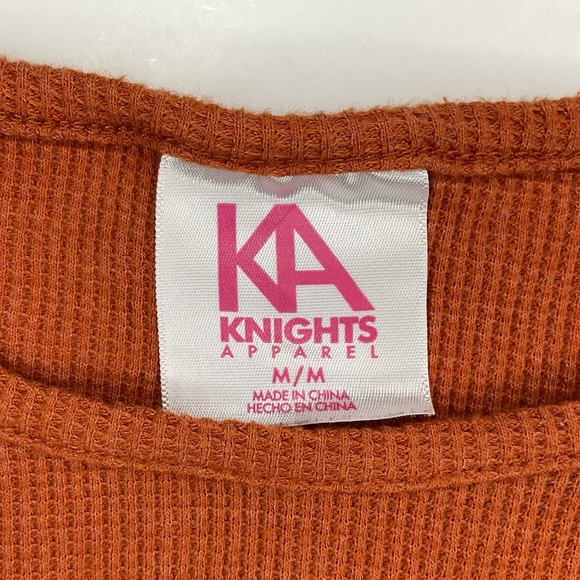 KA
KNIGHTS
APPAREL
M/M
MADE IN CHINA
HECHO EN CHINA